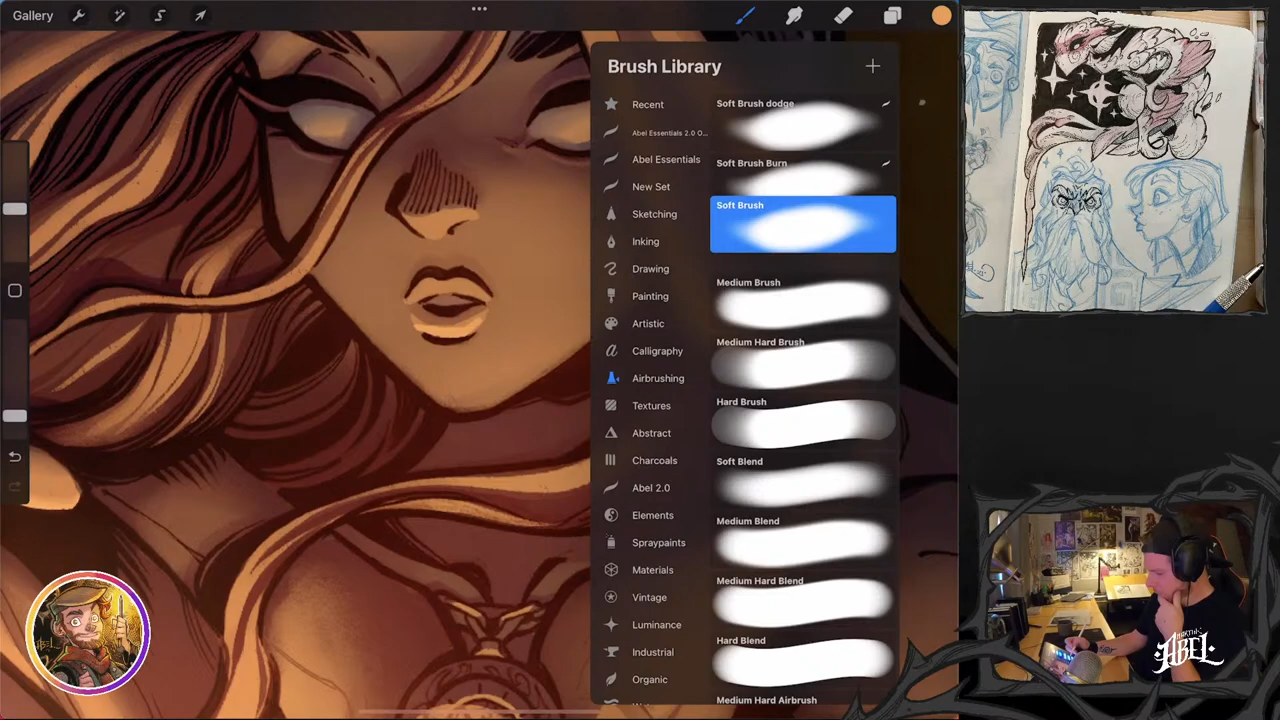 Gallery
Brush Library
Recent
Abel Essentials 2.0 O...
Abel Essentials
New Set
Sketching
Inking
Drawing
Painting
Artistic
Calligraphy
Airbrushing
Textures
Abstract
Charcoals
Abel 2.0
Elements
Spraypaints
Materials
Vintage
Luminance
Industrial
Organic
Soft Brush dodge
Soft Brush Burn
Soft Brush
Medium Brush
Medium Hard Brush
Hard Brush
Soft Blend
Medium Blend
Medium Hard Blend
Hard Blend
Medium Hard Airbrush
MARTIN
ABEL